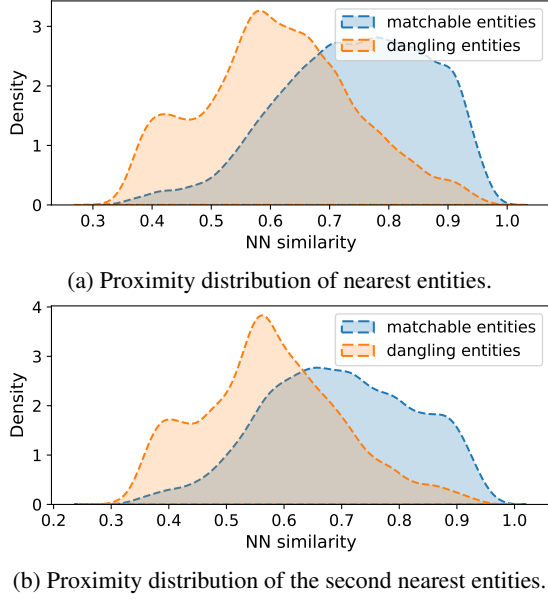 3
2
1
0
Density
matchable entities
dangling entities
0.3 0.4 0.5 0.6 0.7 0.8 0.9 1.0
NN similarity
(a) Proximity distribution of nearest entities.
4
3
2
1
0
Density
matchable entities
dangling entities
0.2 0.3 0.4 0.5 0.6 0.7 0.8 0.9 1.0
NN similarity
(b) Proximity distribution of the second nearest entities.